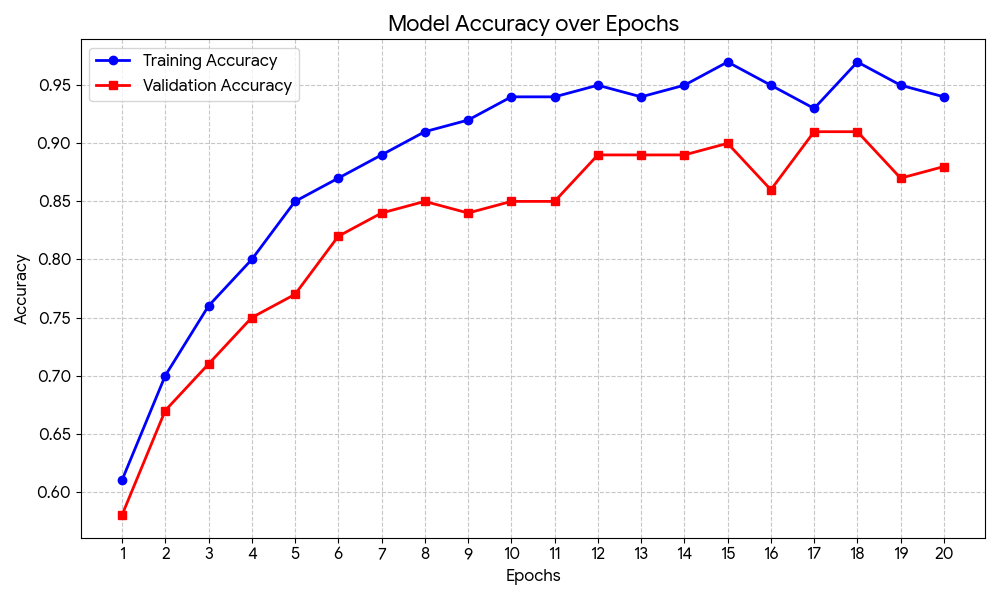 Model Accuracy over Epochs
Training Accuracy
Validation Accuracy
Accuracy
0.95
0.90
0.85
0.80
0.75
0.70
0.65
0.60
1 2 3 4 5 6 7 8 9 10 11 12 13 14 15 16 17 18 19 20
Epochs